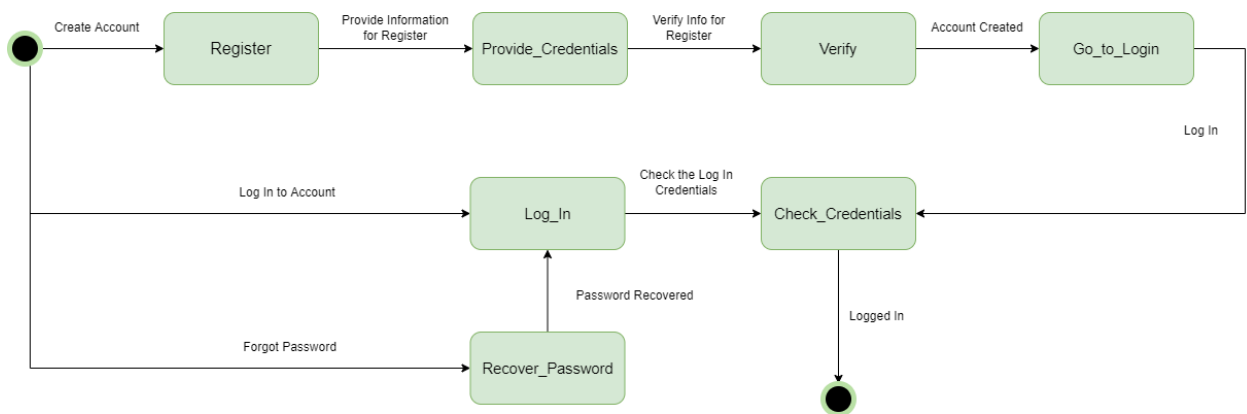 Create Account
Register
Provide Information
for Register
Provide_Credentials
Verify Info for
Register
Verify
Account Created
Go_to_Login
Log In
Log In to Account
Log_In
Check the Log In
Credentials
Check_Credentials
Password Recovered
Logged In
Forgot Password
Recover_Password